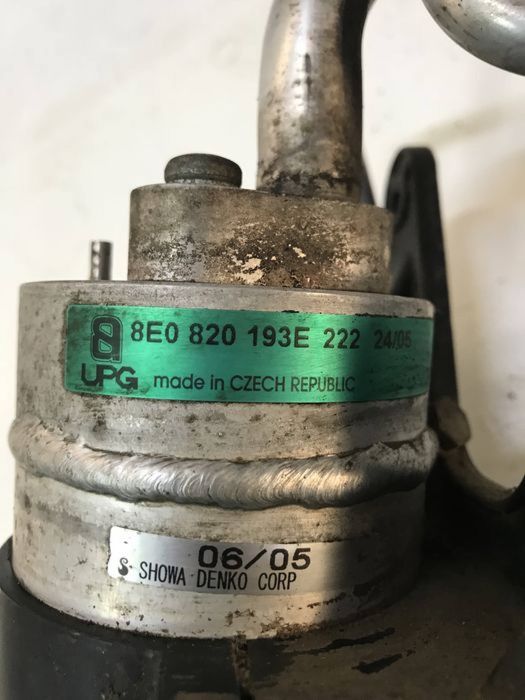 8E0 820 193E 222 24/05
UPG made in CZECH REPUBLIC
06/05
S SHOWA DENKO CORP